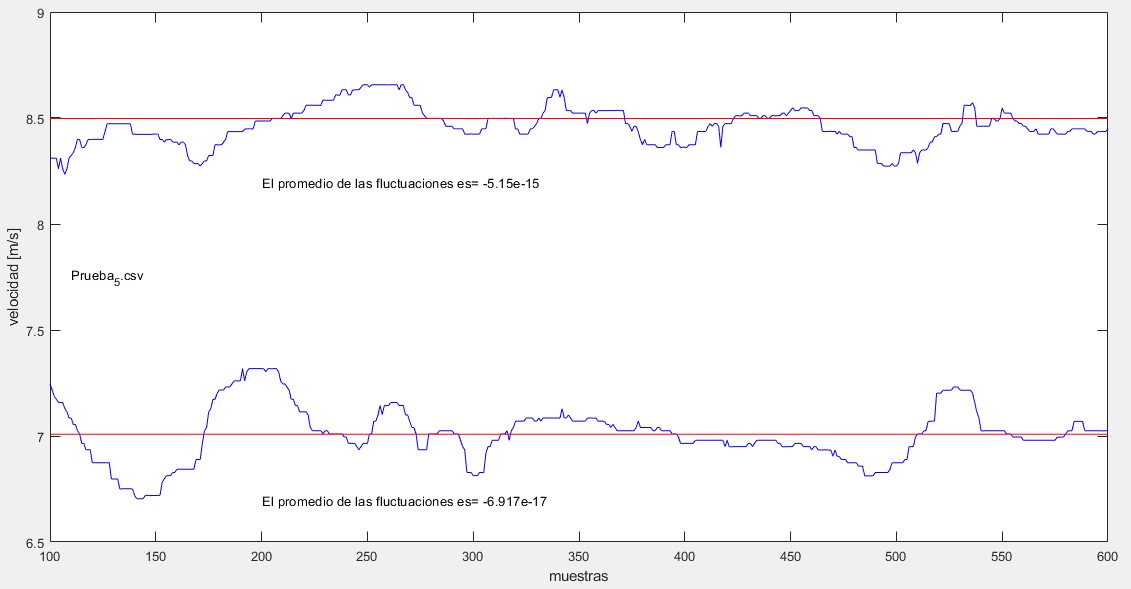 9
8.5
El promedio de las fluctuaciones es= -5.15e-15
8
velocidad [m/s]
Prueba5.csv
7.5
7
El promedio de las fluctuaciones es= -6.917e-17
6.5
100 150 200 250 300 350 400 450 500 550 600
muestras